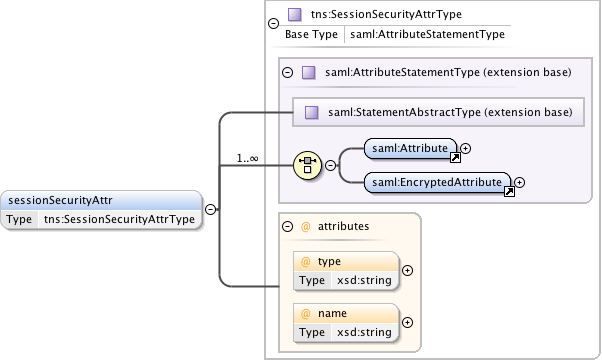 tns:SessionSecurityAttrType
Base Type saml:AttributeStatementType
saml:AttributeStatementType (extension base)
saml:StatementAbstractType (extension base)
1..∞
saml:Attribute
saml:EncryptedAttribute
sessionSecurityAttr
Type tns:SessionSecurityAttrType
@ attributes
@ type
Type xsd:string
@ name
Type xsd:string